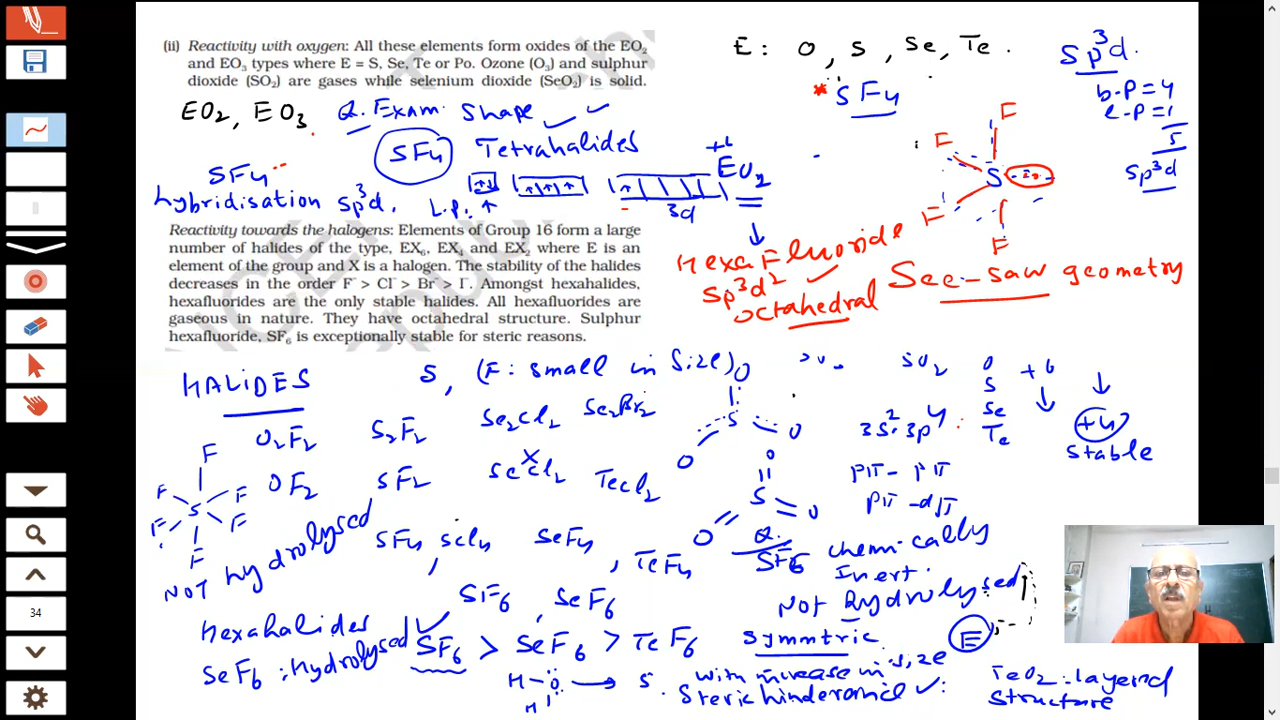 (ii) Reactivity with oxygen: All these elements form oxides of the EO2
and EO3 types where E = S, Se, Te or Po. Ozone (O3) and sulphur
dioxide (SO2) are gases while selenium dioxide (SeO2) is solid.
E: O, S, Se, Te.
sp3d
b.P = 4
l.P = 1
5
sp3d
* SF4
EO2, EO3
Q. Exam. Shape
SF4 Tetrahalides
SF4
hybridisation sp3d.
L.P. ↑
3d
+6
EO2
F
F
S
F
F
HexaFluoride
sp3d2
octahedral
See-saw geometry
Reactivity towards the halogens: Elements of Group 16 form a large
number of halides of the type, EX6, EX4 and EX2 where E is an
element of the group and X is a halogen. The stability of the halides
decreases in the order F- > Cl- > Br- > I-. Amongst hexahalides,
hexafluorides are the only stable halides. All hexafluorides are
gaseous in nature. They have octahedral structure. Sulphur
hexafluoride, SF6 is exceptionally stable for steric reasons.
HALIDES
S, (F: small in size)
O2F2 S2F2 Se2Cl2 Se2Br2
OF2 SF2 SeCl2 TeCl2
SF4, SCl4 SeF4, TeF4
SF6, SeF6
F
F F
S
F F
F
NOT hydrolysed
Hexahalides
SF6 > SeF6 > TeF6
SeF6: Hydrolysed
H-O → S
H
O
S
O O
O
S
O O
SO2
O
S
Se
Te
+6
+4
stable
3s2 3p4
pπ - pπ
pπ - dπ
Q.
SF6 chemically
Inert.
Not hydrolysed
symmtric
E
with increase in size
Steric hinderance
TeO2: layered
structure
34